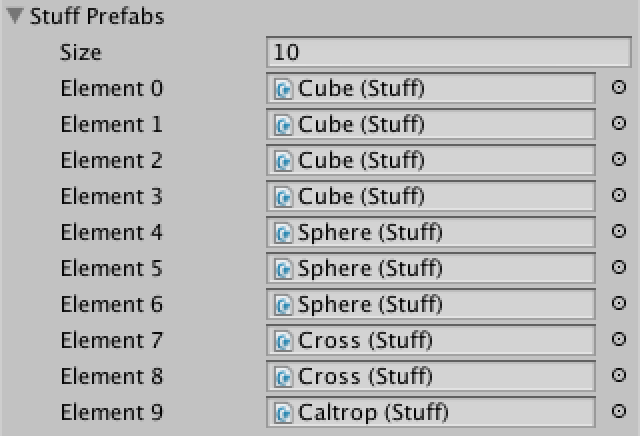 Stuff Prefabs
Size 10
Element 0 Cube (Stuff)
Element 1 Cube (Stuff)
Element 2 Cube (Stuff)
Element 3 Cube (Stuff)
Element 4 Sphere (Stuff)
Element 5 Sphere (Stuff)
Element 6 Sphere (Stuff)
Element 7 Cross (Stuff)
Element 8 Cross (Stuff)
Element 9 Caltrop (Stuff)